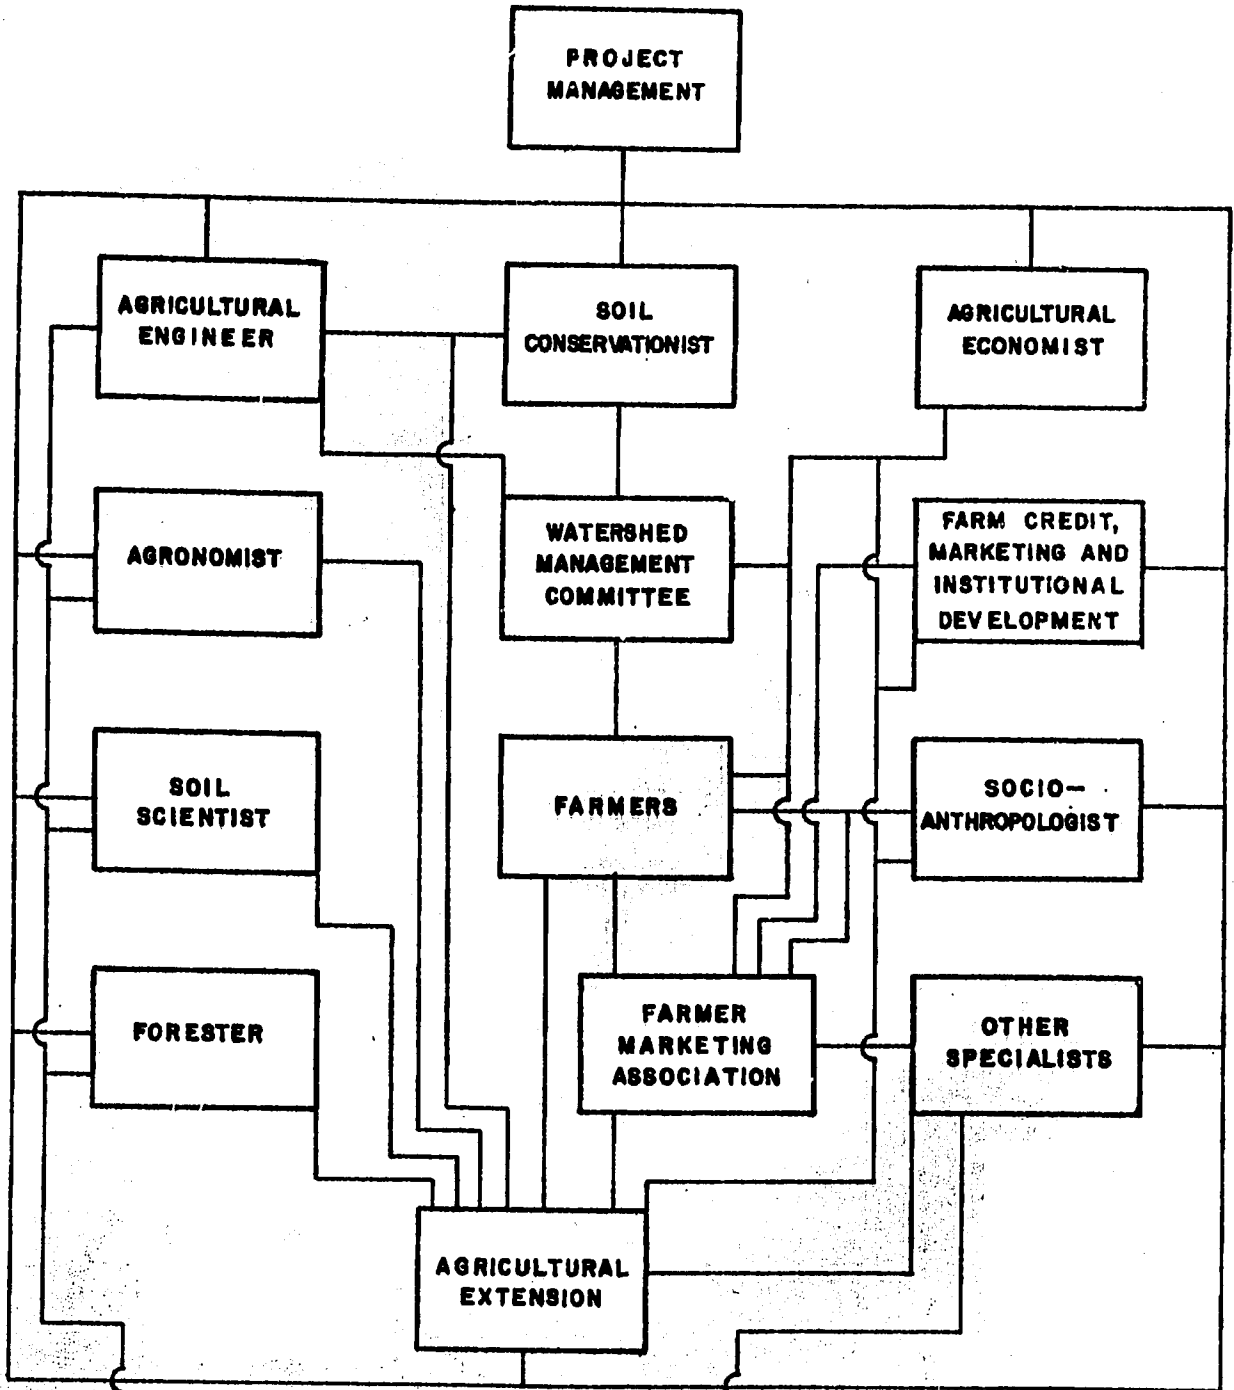 PROJECT
MANAGEMENT
AGRICULTURAL
ENGINEER
SOIL
CONSERVATIONIST
AGRICULTURAL
ECONOMIST
AGRONOMIST
WATERSHED
MANAGEMENT
COMMITTEE
FARM CREDIT,
MARKETING AND
INSTITUTIONAL
DEVELOPMENT
SOIL
SCIENTIST
FARMERS
SOCIO-
ANTHROPOLOGIST
FORESTER
FARMER
MARKETING
ASSOCIATION
OTHER
SPECIALISTS
AGRICULTURAL
EXTENSION